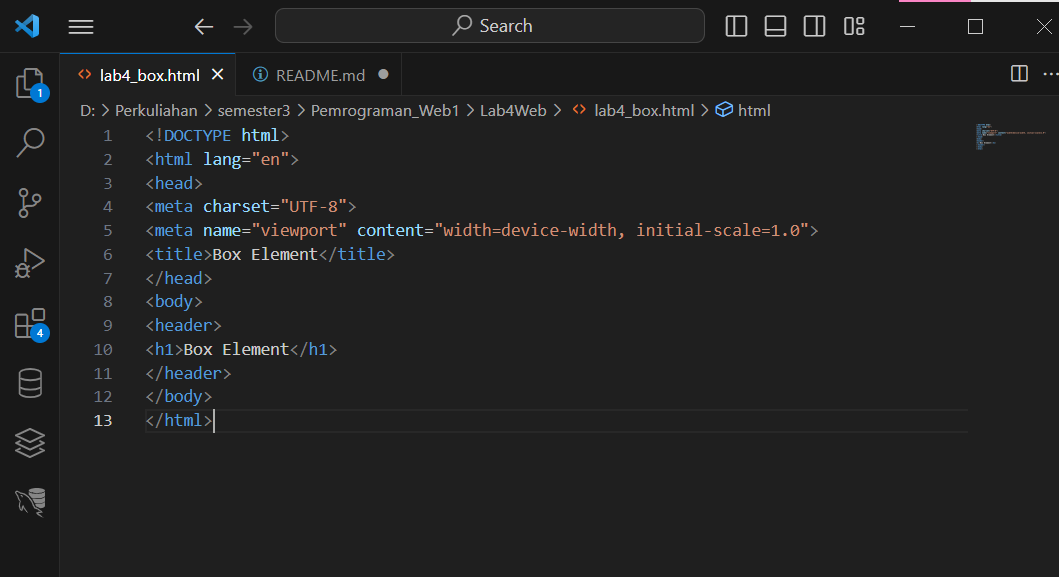 Search
lab4_box.html README.md
D: > Perkuliahan > semester3 > Pemrograman_Web1 > Lab4Web > lab4_box.html > html
1 <!DOCTYPE html>
2 <html lang="en">
3 <head>
4 <meta charset="UTF-8">
5 <meta name="viewport" content="width=device-width, initial-scale=1.0">
6 <title>Box Element</title>
7 </head>
8 <body>
9 <header>
10 <h1>Box Element</h1>
11 </header>
12 </body>
13 </html>
1
4